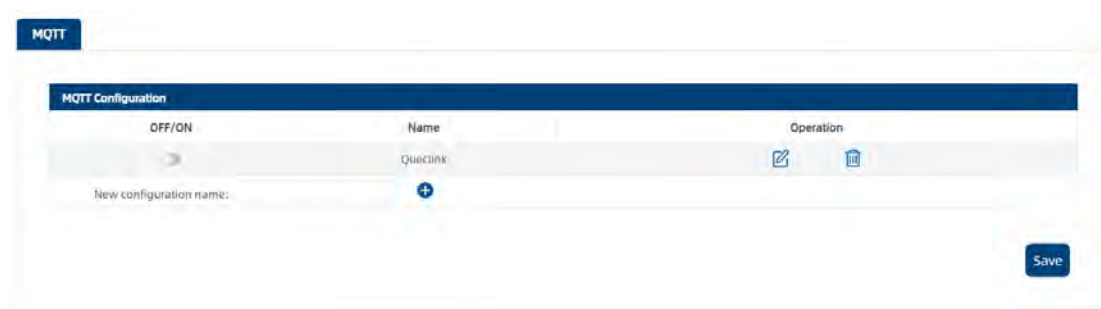 MQTT
MQTT Configuration
OFF/ON Name Operation
Queclink
New configuration name:
Save